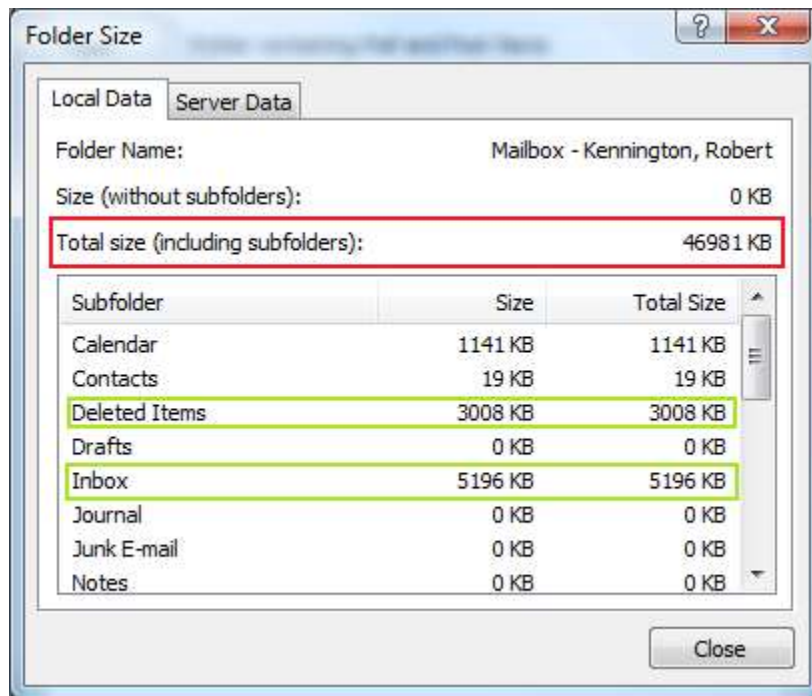 Folder Size
Local Data Server Data
Folder Name: Mailbox - Kennington, Robert
Size (without subfolders): 0 KB
Total size (including subfolders): 46981 KB
Subfolder Size Total Size
Calendar 1141 KB 1141 KB
Contacts 19 KB 19 KB
Deleted Items 3008 KB 3008 KB
Drafts 0 KB 0 KB
Inbox 5196 KB 5196 KB
Journal 0 KB 0 KB
Junk E-mail 0 KB 0 KB
Notes 0 KB 0 KB
Close